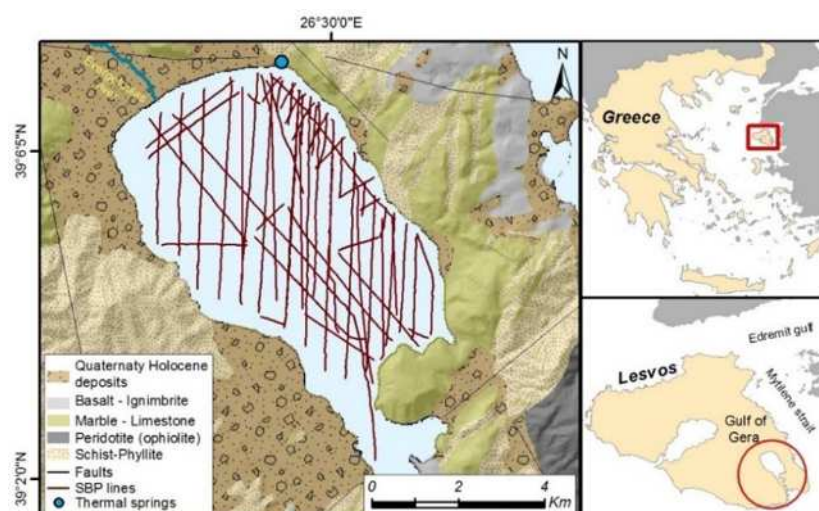 26°30'0"E
N
39°6'5"N
39°2'0"N
Quaternaty Holocene
deposits
Basalt - Ignimbrite
Marble - Limestone
Peridotite (ophiolite)
Schist-Phyllite
Faults
SBP lines
Thermal springs
0 2 4
Km
Greece
Edremit gulf
Lesvos
Mytilene strait
Gulf of
Gera